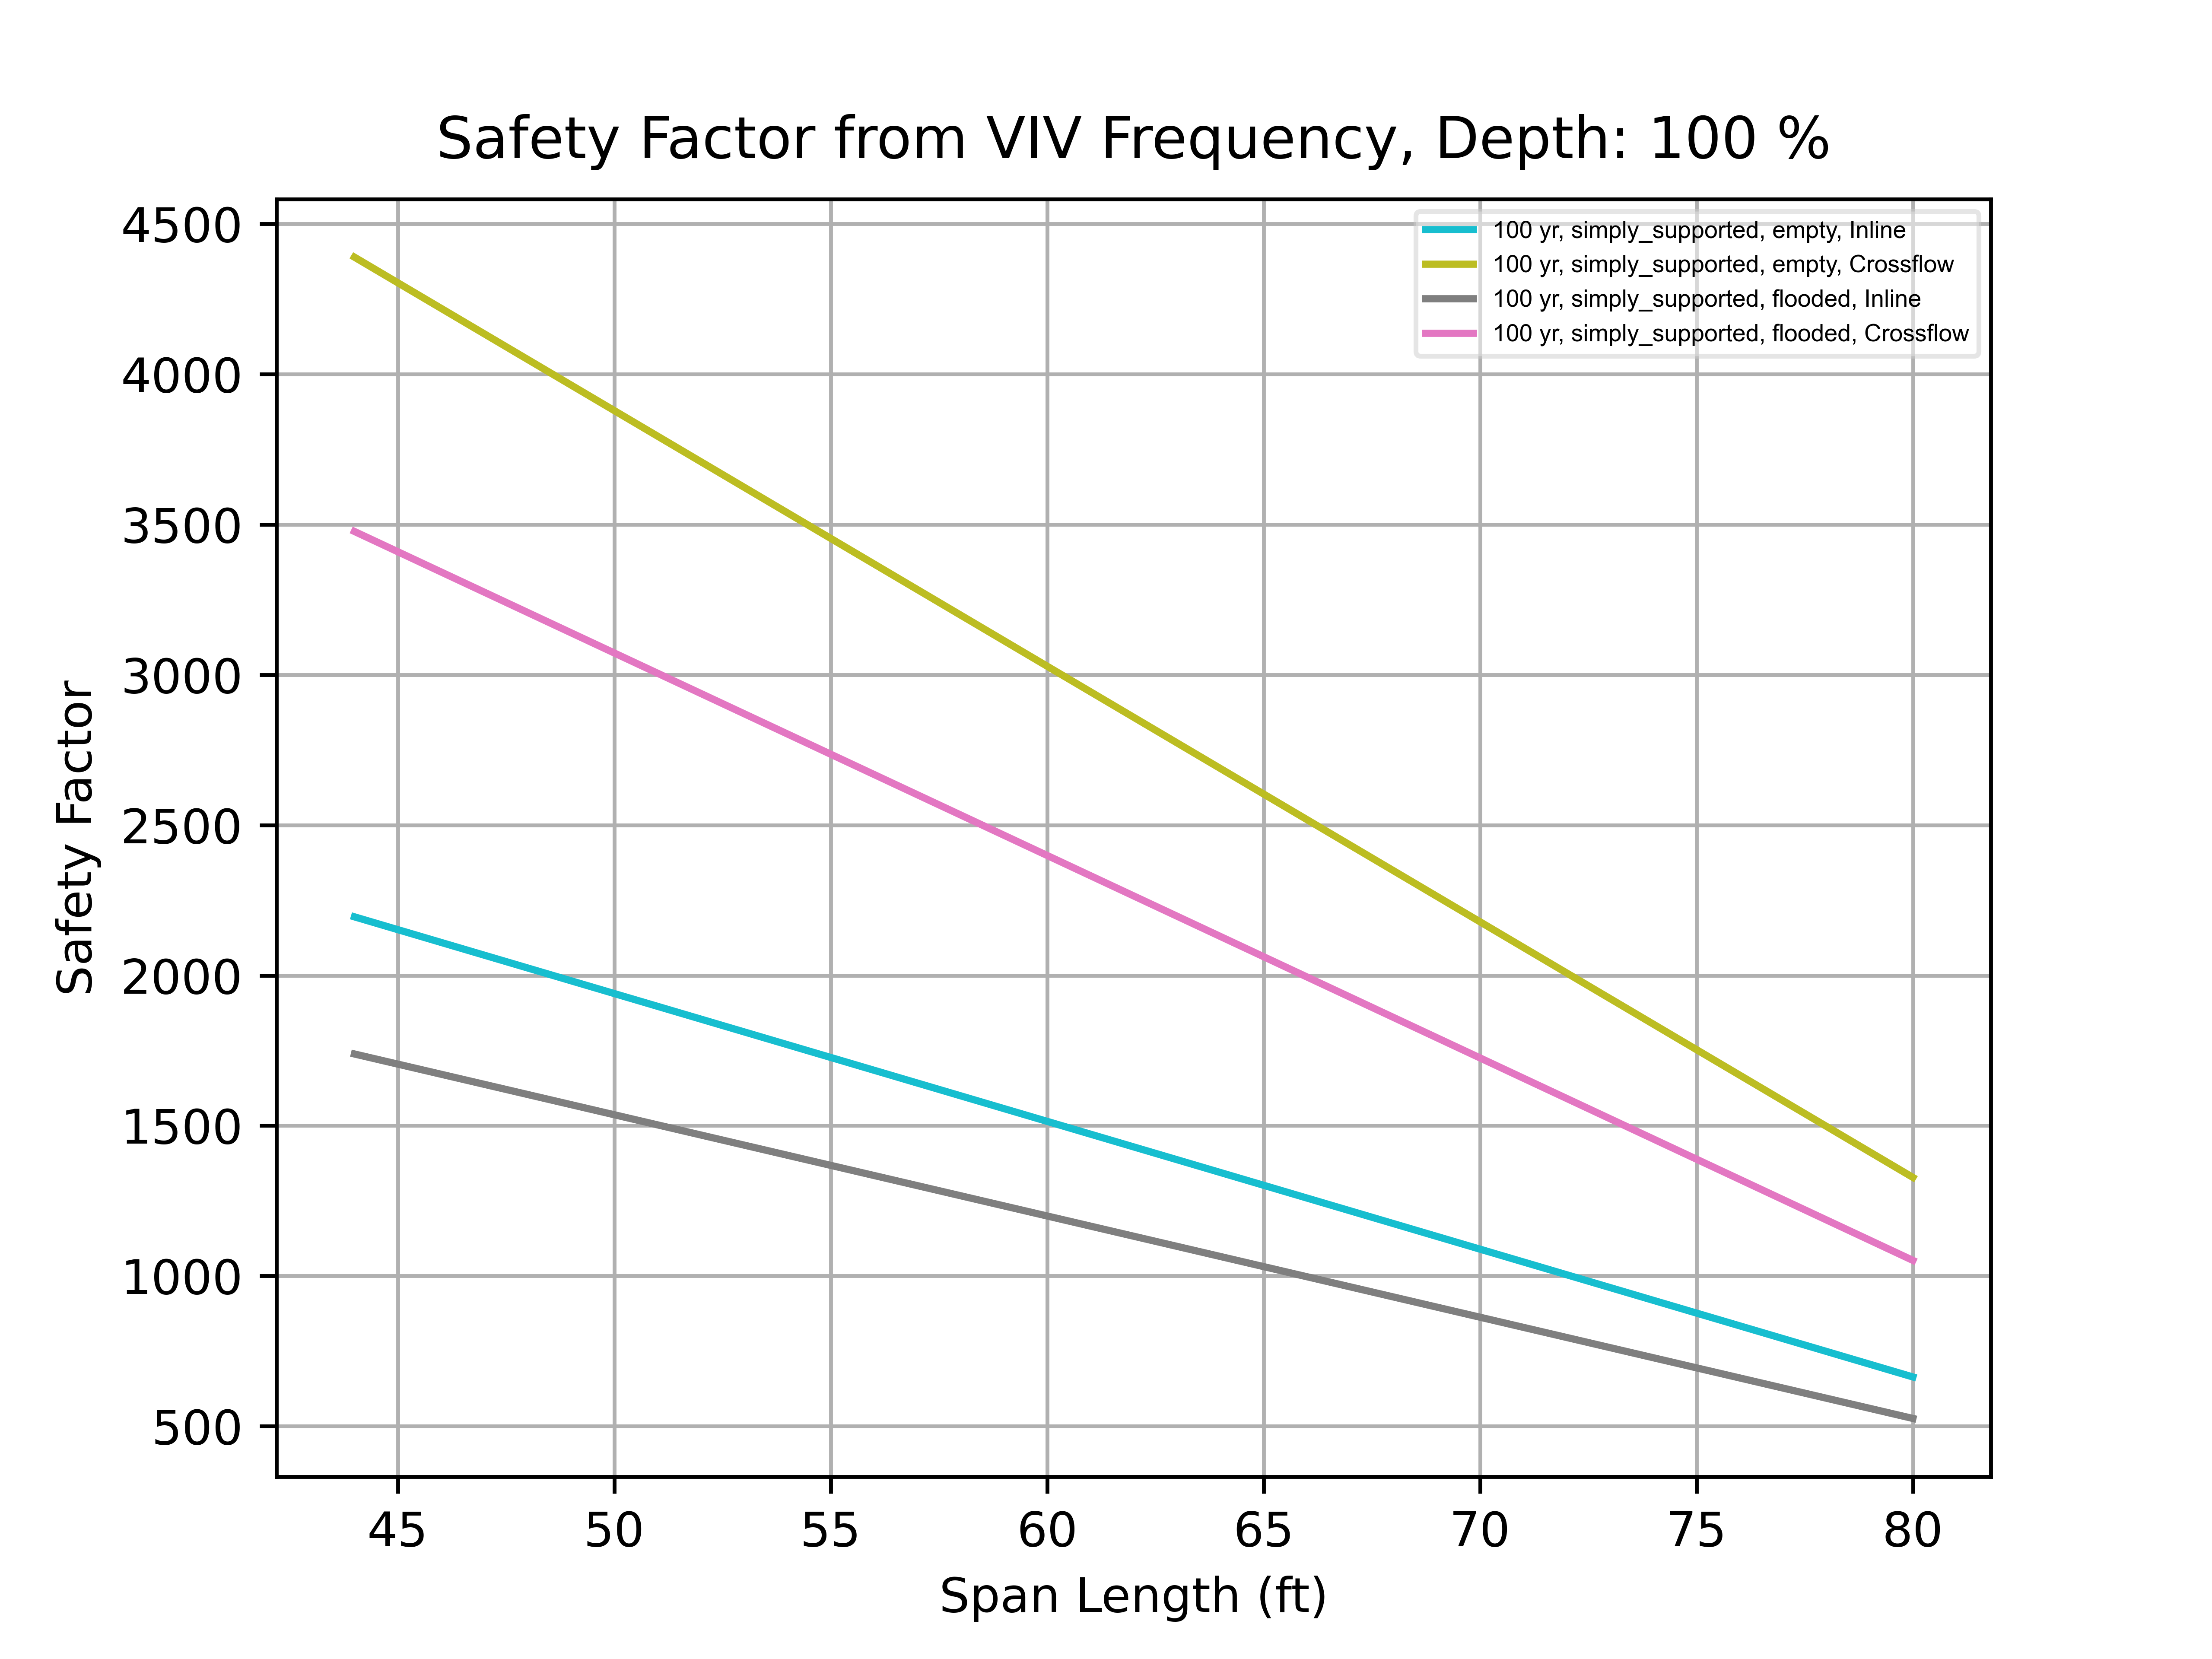 Safety Factor from VIV Frequency, Depth: 100 %
100 yr, simply_supported, empty, Inline
100 yr, simply_supported, empty, Crossflow
100 yr, simply_supported, flooded, Inline
100 yr, simply_supported, flooded, Crossflow
4500
4000
3500
3000
2500
2000
1500
1000
500
Safety Factor
45 50 55 60 65 70 75 80
Span Length (ft)